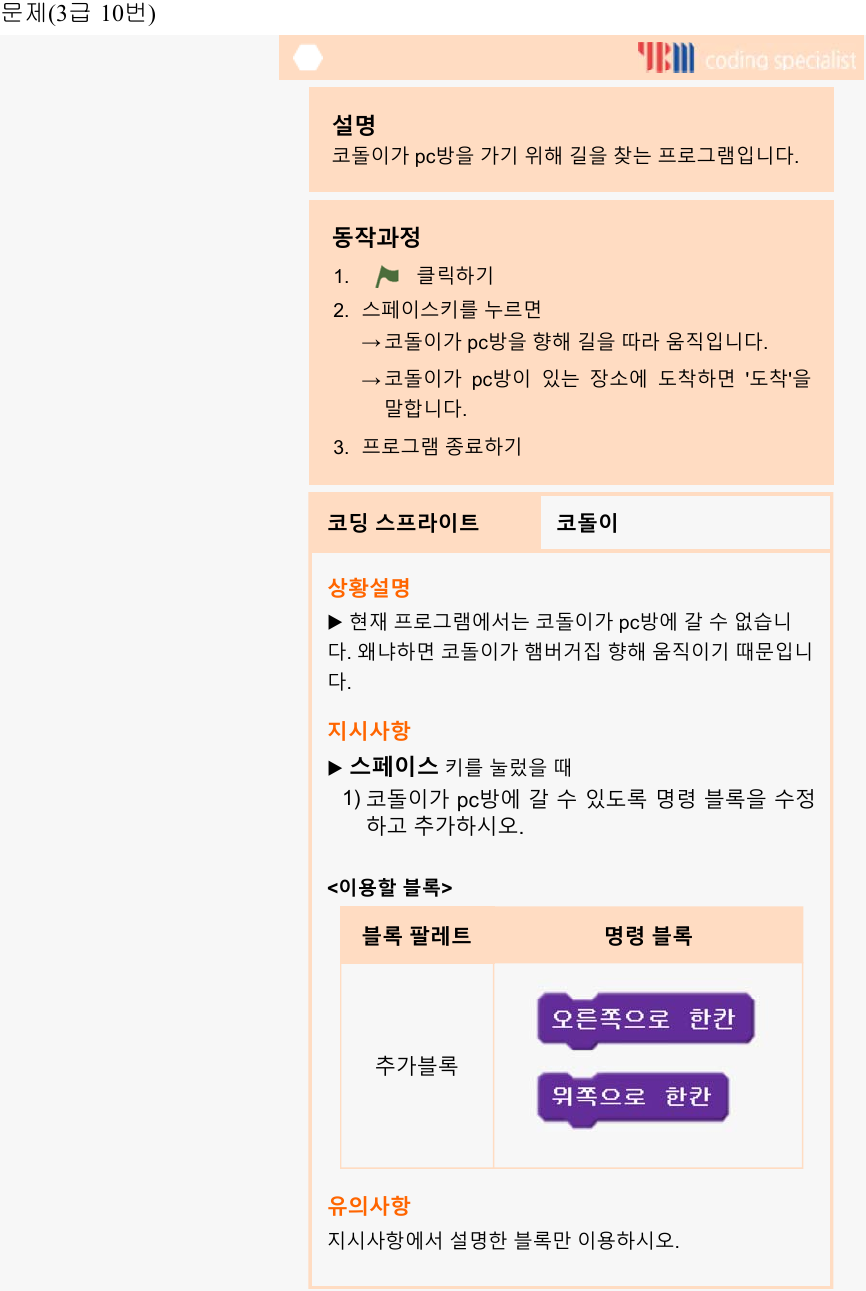 문제(3급 10번)
YBM coding specialist
설명
코돌이가 pc방을 가기 위해 길을 찾는 프로그램입니다.
동작과정
1. 클릭하기
2. 스페이스키를 누르면
→코돌이가 pc방을 향해 길을 따라 움직입니다.
→코돌이가 pc방이 있는 장소에 도착하면 '도착'을
말합니다.
3. 프로그램 종료하기
코딩 스프라이트 코돌이
상황설명
▶ 현재 프로그램에서는 코돌이가 pc방에 갈 수 없습니
다. 왜냐하면 코돌이가 햄버거집 향해 움직이기 때문입니
다.
지시사항
▶ 스페이스 키를 눌렀을 때
1) 코돌이가 pc방에 갈 수 있도록 명령 블록을 수정
하고 추가하시오.
<이용할 블록>
블록 팔레트 명령 블록
오른쪽으로 한칸
추가블록
위쪽으로 한칸
유의사항
지시사항에서 설명한 블록만 이용하시오.